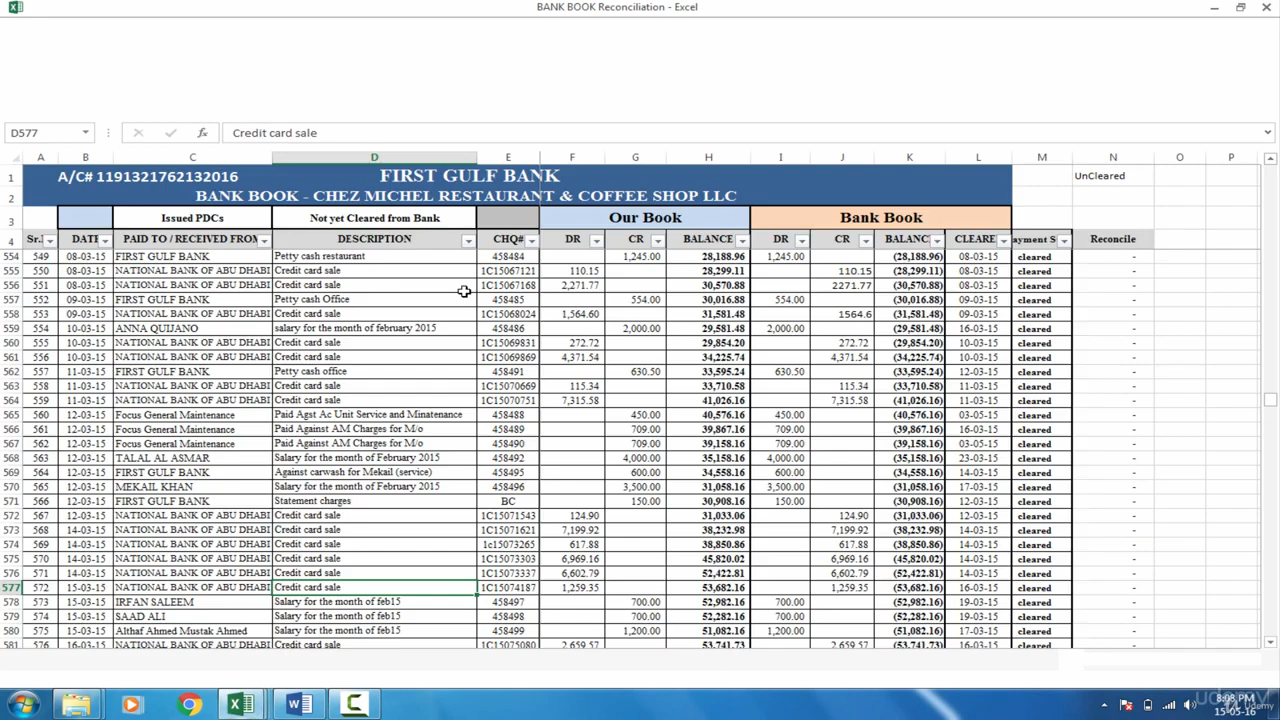 BANK BOOK Reconciliation - Excel
D577 Credit card sale
A B C D E F G H I J K L M N O P
1 A/C# 1191321762132016 FIRST GULF BANK UnCleared
2 BANK BOOK - CHEZ MICHEL RESTAURANT & COFFEE SHOP LLC
3 Issued PDCs Not yet Cleared from Bank Our Book Bank Book
4 Sr. DATE PAID TO / RECEIVED FROM DESCRIPTION CHQ# DR CR BALANCE DR CR BALANC CLEARE ayment S Reconcile
554 549 08-03-15 FIRST GULF BANK Petty cash restaurant 458484 1,245.00 28,188.96 1,245.00 (28,188.96) 08-03-15 cleared -
555 550 08-03-15 NATIONAL BANK OF ABU DHABI Credit card sale 1C15067121 110.15 28,299.11 110.15 (28,299.11) 08-03-15 cleared -
556 551 08-03-15 NATIONAL BANK OF ABU DHABI Credit card sale 1C15067168 2,271.77 30,570.88 2271.77 (30,570.88) 08-03-15 cleared -
557 552 09-03-15 FIRST GULF BANK Petty cash Office 458485 554.00 30,016.88 554.00 (30,016.88) 09-03-15 cleared -
558 553 09-03-15 NATIONAL BANK OF ABU DHABI Credit card sale 1C15068024 1,564.60 31,581.48 1564.6 (31,581.48) 09-03-15 cleared -
559 554 10-03-15 ANNA QUIJANO salary for the month of february 2015 458486 2,000.00 29,581.48 2,000.00 (29,581.48) 16-03-15 cleared -
560 555 10-03-15 NATIONAL BANK OF ABU DHABI Credit card sale 1C15069831 272.72 29,854.20 272.72 (29,854.20) 10-03-15 cleared -
561 556 10-03-15 NATIONAL BANK OF ABU DHABI Credit card sale 1C15069869 4,371.54 34,225.74 4,371.54 (34,225.74) 10-03-15 cleared -
562 557 11-03-15 FIRST GULF BANK Petty cash office 458491 630.50 33,595.24 630.50 (33,595.24) 12-03-15 cleared -
563 558 11-03-15 NATIONAL BANK OF ABU DHABI Credit card sale 1C15070669 115.34 33,710.58 115.34 (33,710.58) 11-03-15 cleared -
564 559 11-03-15 NATIONAL BANK OF ABU DHABI Credit card sale 1C15070751 7,315.58 41,026.16 7,315.58 (41,026.16) 11-03-15 cleared -
565 560 12-03-15 Focus General Maintenance Paid Agst Ac Unit Service and Minatenance 458488 450.00 40,576.16 450.00 (40,576.16) 03-05-15 cleared -
566 561 12-03-15 Focus General Maintenance Paid Against AM Charges for M/o 458489 709.00 39,867.16 709.00 (39,867.16) 16-03-15 cleared -
567 562 12-03-15 Focus General Maintenance Paid Against AM Charges for M/o 458490 709.00 39,158.16 709.00 (39,158.16) 03-05-15 cleared -
568 563 12-03-15 TALAL AL ASMAR Salary for the month of February 2015 458492 4,000.00 35,158.16 4,000.00 (35,158.16) 23-03-15 cleared -
569 564 12-03-15 FIRST GULF BANK Against carwash for Mekail (service) 458495 600.00 34,558.16 600.00 (34,558.16) 14-03-15 cleared -
570 565 12-03-15 MEKAIL KHAN Salary for the month of February 2015 458496 3,500.00 31,058.16 3,500.00 (31,058.16) 17-03-15 cleared -
571 566 12-03-15 FIRST GULF BANK Statement charges BC 150.00 30,908.16 150.00 (30,908.16) 12-03-15 cleared -
572 567 12-03-15 NATIONAL BANK OF ABU DHABI Credit card sale 1C15071543 124.90 31,033.06 124.90 (31,033.06) 12-03-15 cleared -
573 568 14-03-15 NATIONAL BANK OF ABU DHABI Credit card sale 1C15071621 7,199.92 38,232.98 7,199.92 (38,232.98) 14-03-15 cleared -
574 569 14-03-15 NATIONAL BANK OF ABU DHABI Credit card sale 1c15073265 617.88 38,850.86 617.88 (38,850.86) 14-03-15 cleared -
575 570 14-03-15 NATIONAL BANK OF ABU DHABI Credit card sale 1C15073303 6,969.16 45,820.02 6,969.16 (45,820.02) 14-03-15 cleared -
576 571 14-03-15 NATIONAL BANK OF ABU DHABI Credit card sale 1C15073337 6,602.79 52,422.81 6,602.79 (52,422.81) 14-03-15 cleared -
577 572 15-03-15 NATIONAL BANK OF ABU DHABI Credit card sale 1C15074187 1,259.35 53,682.16 1,259.35 (53,682.16) 16-03-15 cleared -
578 573 15-03-15 IRFAN SALEEM Salary for the month of feb15 458497 700.00 52,982.16 700.00 (52,982.16) 19-03-15 cleared -
579 574 15-03-15 SAAD ALI Salary for the month of feb15 458498 700.00 52,282.16 700.00 (52,282.16) 19-03-15 cleared -
580 575 15-03-15 Althaf Ahmed Mustak Ahmed Salary for the month of feb15 458499 1,200.00 51,082.16 1,200.00 (51,082.16) 17-03-15 cleared -
581 576 16-03-15 NATIONAL BANK OF ABU DHABI Credit card sale 1C15075080 2,659.57 53,741.73 2,659.57 (53,741.73) 16-03-15 cleared -
8:08 PM
15-05-16
Udemy